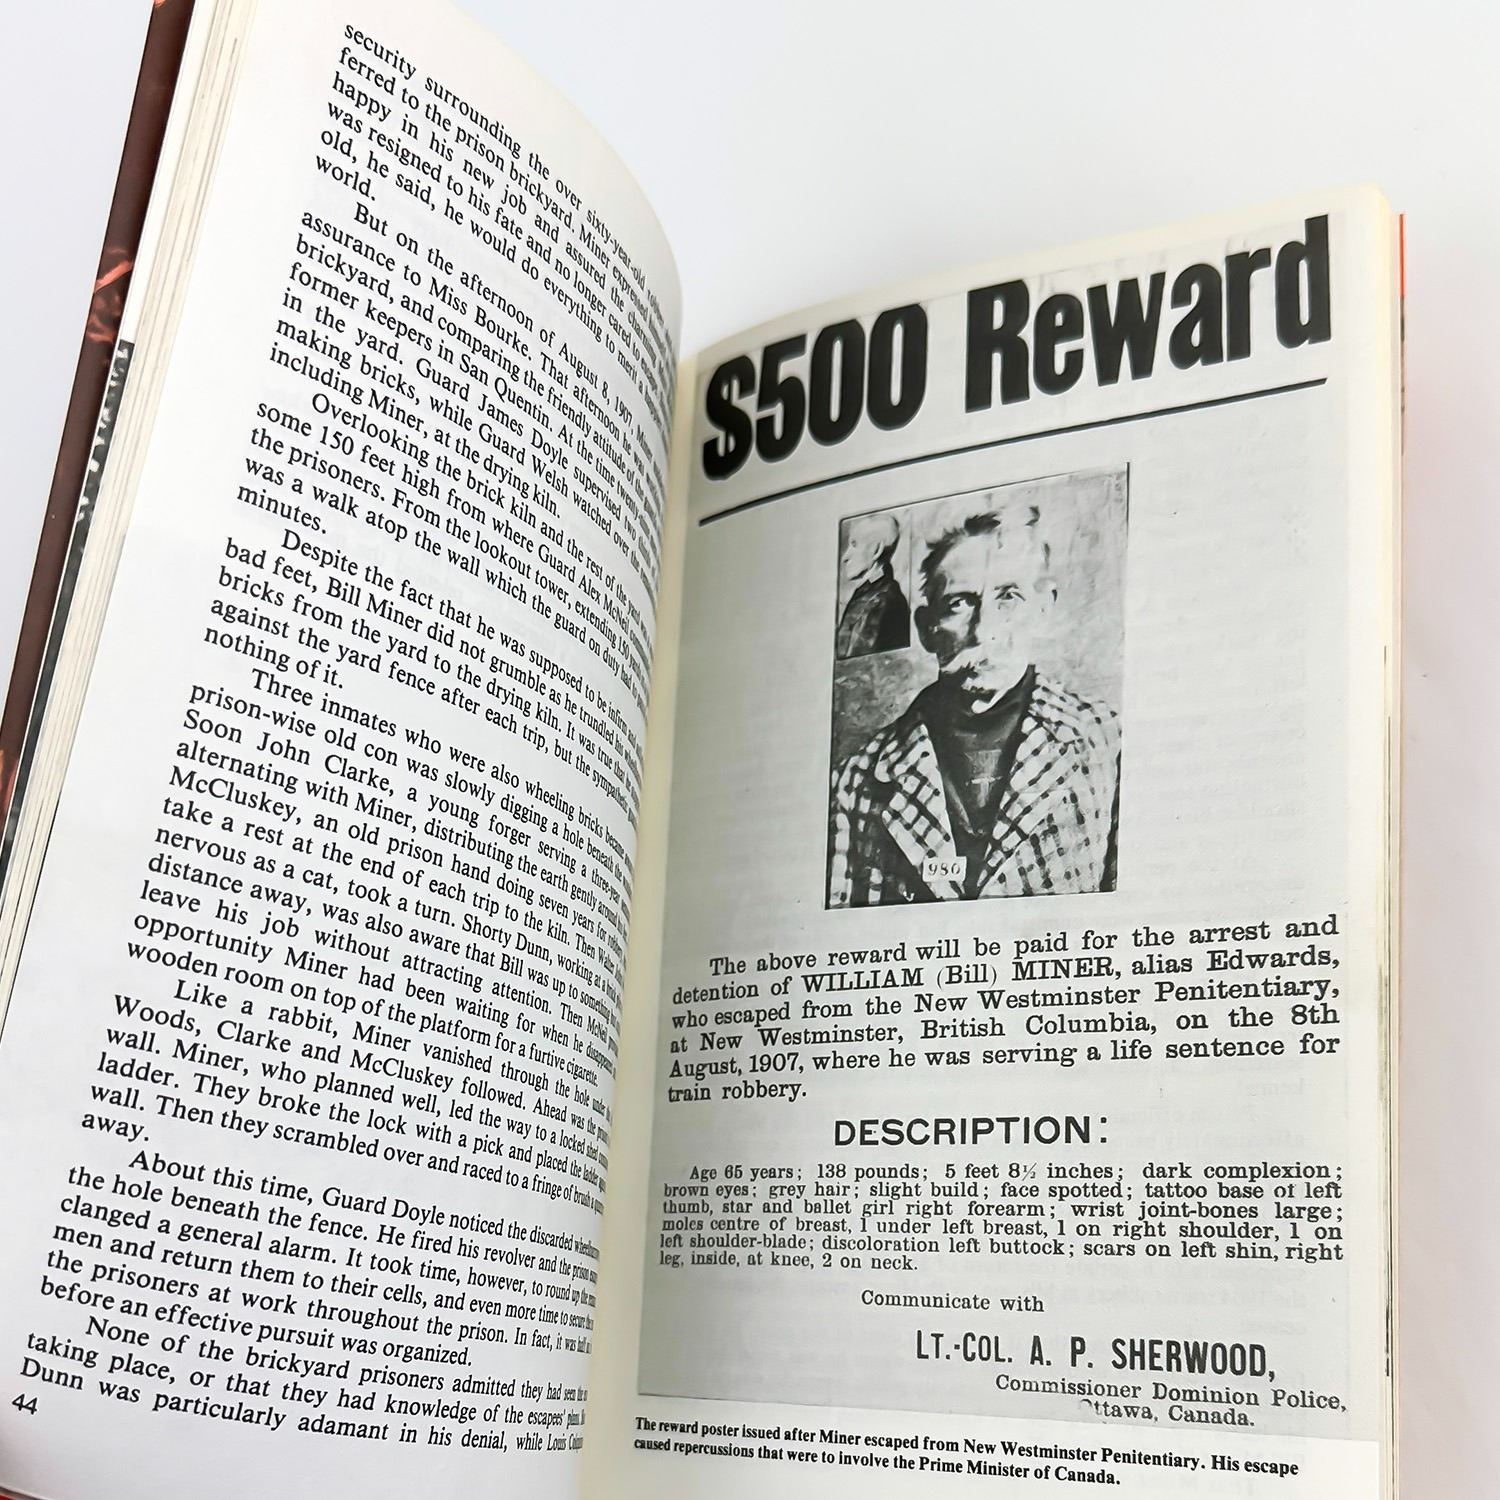 security surrounding the over sixty-year-old
ferred to the prison brickyard. Miner expressed
happy in his new job and assured the
was resigned to his fate and no longer cared to
old, he said, he would do everything to merit a
world.
But on the afternoon of August 8, 1907, Miner
assurance to Miss Bourke. That afternoon he was
brickyard, and comparing the friendly attitude of the
former keepers in San Quentin. At the time
in the yard. Guard James Doyle supervised two
making bricks, while Guard Welsh watched over the
including Miner, at the drying kiln.
Overlooking the brick kiln and the rest of the yard
some 150 feet high from where Guard Alex McNeil
the prisoners. From the lookout tower, extending 150
was a walk atop the wall which the guard on duty had to
minutes.
Despite the fact that he was supposed to be infirm and
bad feet, Bill Miner did not grumble as he trundled his
bricks from the yard to the drying kiln. It was true that he
against the yard fence after each trip, but the sympathetic
nothing of it.
Three inmates who were also wheeling bricks became
prison-wise old con was slowly digging a hole beneath the
Soon John Clarke, a young forger serving a three-year
alternating with Miner, distributing the earth gently around
McCluskey, an old prison hand doing seven years for
take a rest at the end of each trip to the kiln. Then Walter
nervous as a cat, took a turn. Shorty Dunn, working at a
distance away, was also aware that Bill was up to something
leave his job without attracting attention. Then McNeil
opportunity Miner had been waiting for when he disappeared
wooden room on top of the platform for a furtive cigarette.
Like a rabbit, Miner vanished through the hole under the
Woods, Clarke and McCluskey followed. Ahead was the
wall. Miner, who planned well, led the way to a locked shed
ladder. They broke the lock with a pick and placed the ladder
wall. Then they scrambled over and raced to a fringe of brush a
away.
About this time, Guard Doyle noticed the discarded
the hole beneath the fence. He fired his revolver and the prison
clanged a general alarm. It took time, however, to round up the
men and return them to their cells, and even more time to secure
the prisoners at work throughout the prison. In fact, it was half
before an effective pursuit was organized.
None of the brickyard prisoners admitted they had seen the
taking place, or that they had knowledge of the escapees' plans.
Dunn was particularly adamant in his denial, while Louis
44
$500 Reward
980
The above reward will be paid for the arrest and
detention of WILLIAM (Bill) MINER, alias Edwards,
who escaped from the New Westminster Penitentiary,
at New Westminster, British Columbia, on the 8th
August, 1907, where he was serving a life sentence for
train robbery.
DESCRIPTION:
Age 65 years; 138 pounds; 5 feet 8½ inches; dark complexion;
brown eyes; grey hair; slight build; face spotted; tattoo base of left
thumb, star and ballet girl right forearm; wrist joint-bones large;
moles centre of breast, 1 under left breast, 1 on right shoulder, 1 on
left shoulder-blade; discoloration left buttock; scars on left shin, right
leg, inside, at knee, 2 on neck.
Communicate with
LT.-COL. A. P. SHERWOOD,
Commissioner Dominion Police,
Ottawa, Canada.
The reward poster issued after Miner escaped from New Westminster Penitentiary. His escape
caused repercussions that were to involve the Prime Minister of Canada.